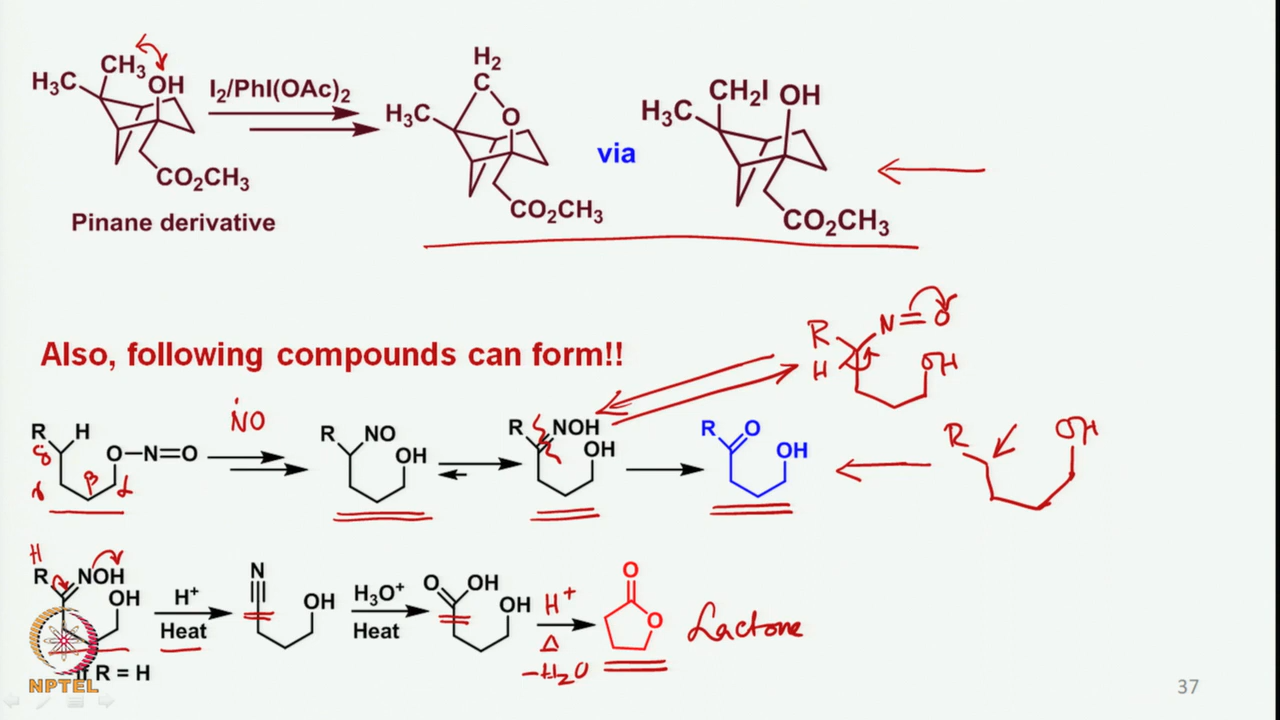 H₃C CH₃ OH I₂/PhI(OAc)₂ CO₂CH₃
Pinane derivative
H₂ C O H₃C CO₂CH₃
via
H₃C CH₂I OH CO₂CH₃
R N=O H OH
Also, following compounds can form!!
R H O–N=O δ γ β α
NO
R NO OH
R NOH OH
R O OH
R OH
H R NOH OH
H⁺
Heat
N OH
H₃O⁺
Heat
O OH OH
H⁺
Δ
-H₂O
O O
Lactone
R = H
NPTEL
37